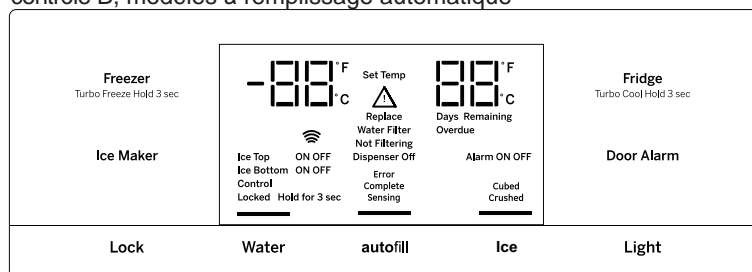 contrôle B, modèles à remplissage automatique
Freezer
Turbo Freeze Hold 3 sec
Ice Maker
-88 °F °C
Set Temp
88 °F °C
Replace
Water Filter
Not Filtering
Dispenser Off
Days Remaining
Overdue
Ice Top ON OFF
Ice Bottom ON OFF
Control
Locked Hold for 3 sec
Error
Complete
Sensing
Alarm ON OFF
Cubed
Crushed
Fridge
Turbo Cool Hold 3 sec
Door Alarm
Lock
Water
autofill
Ice
Light